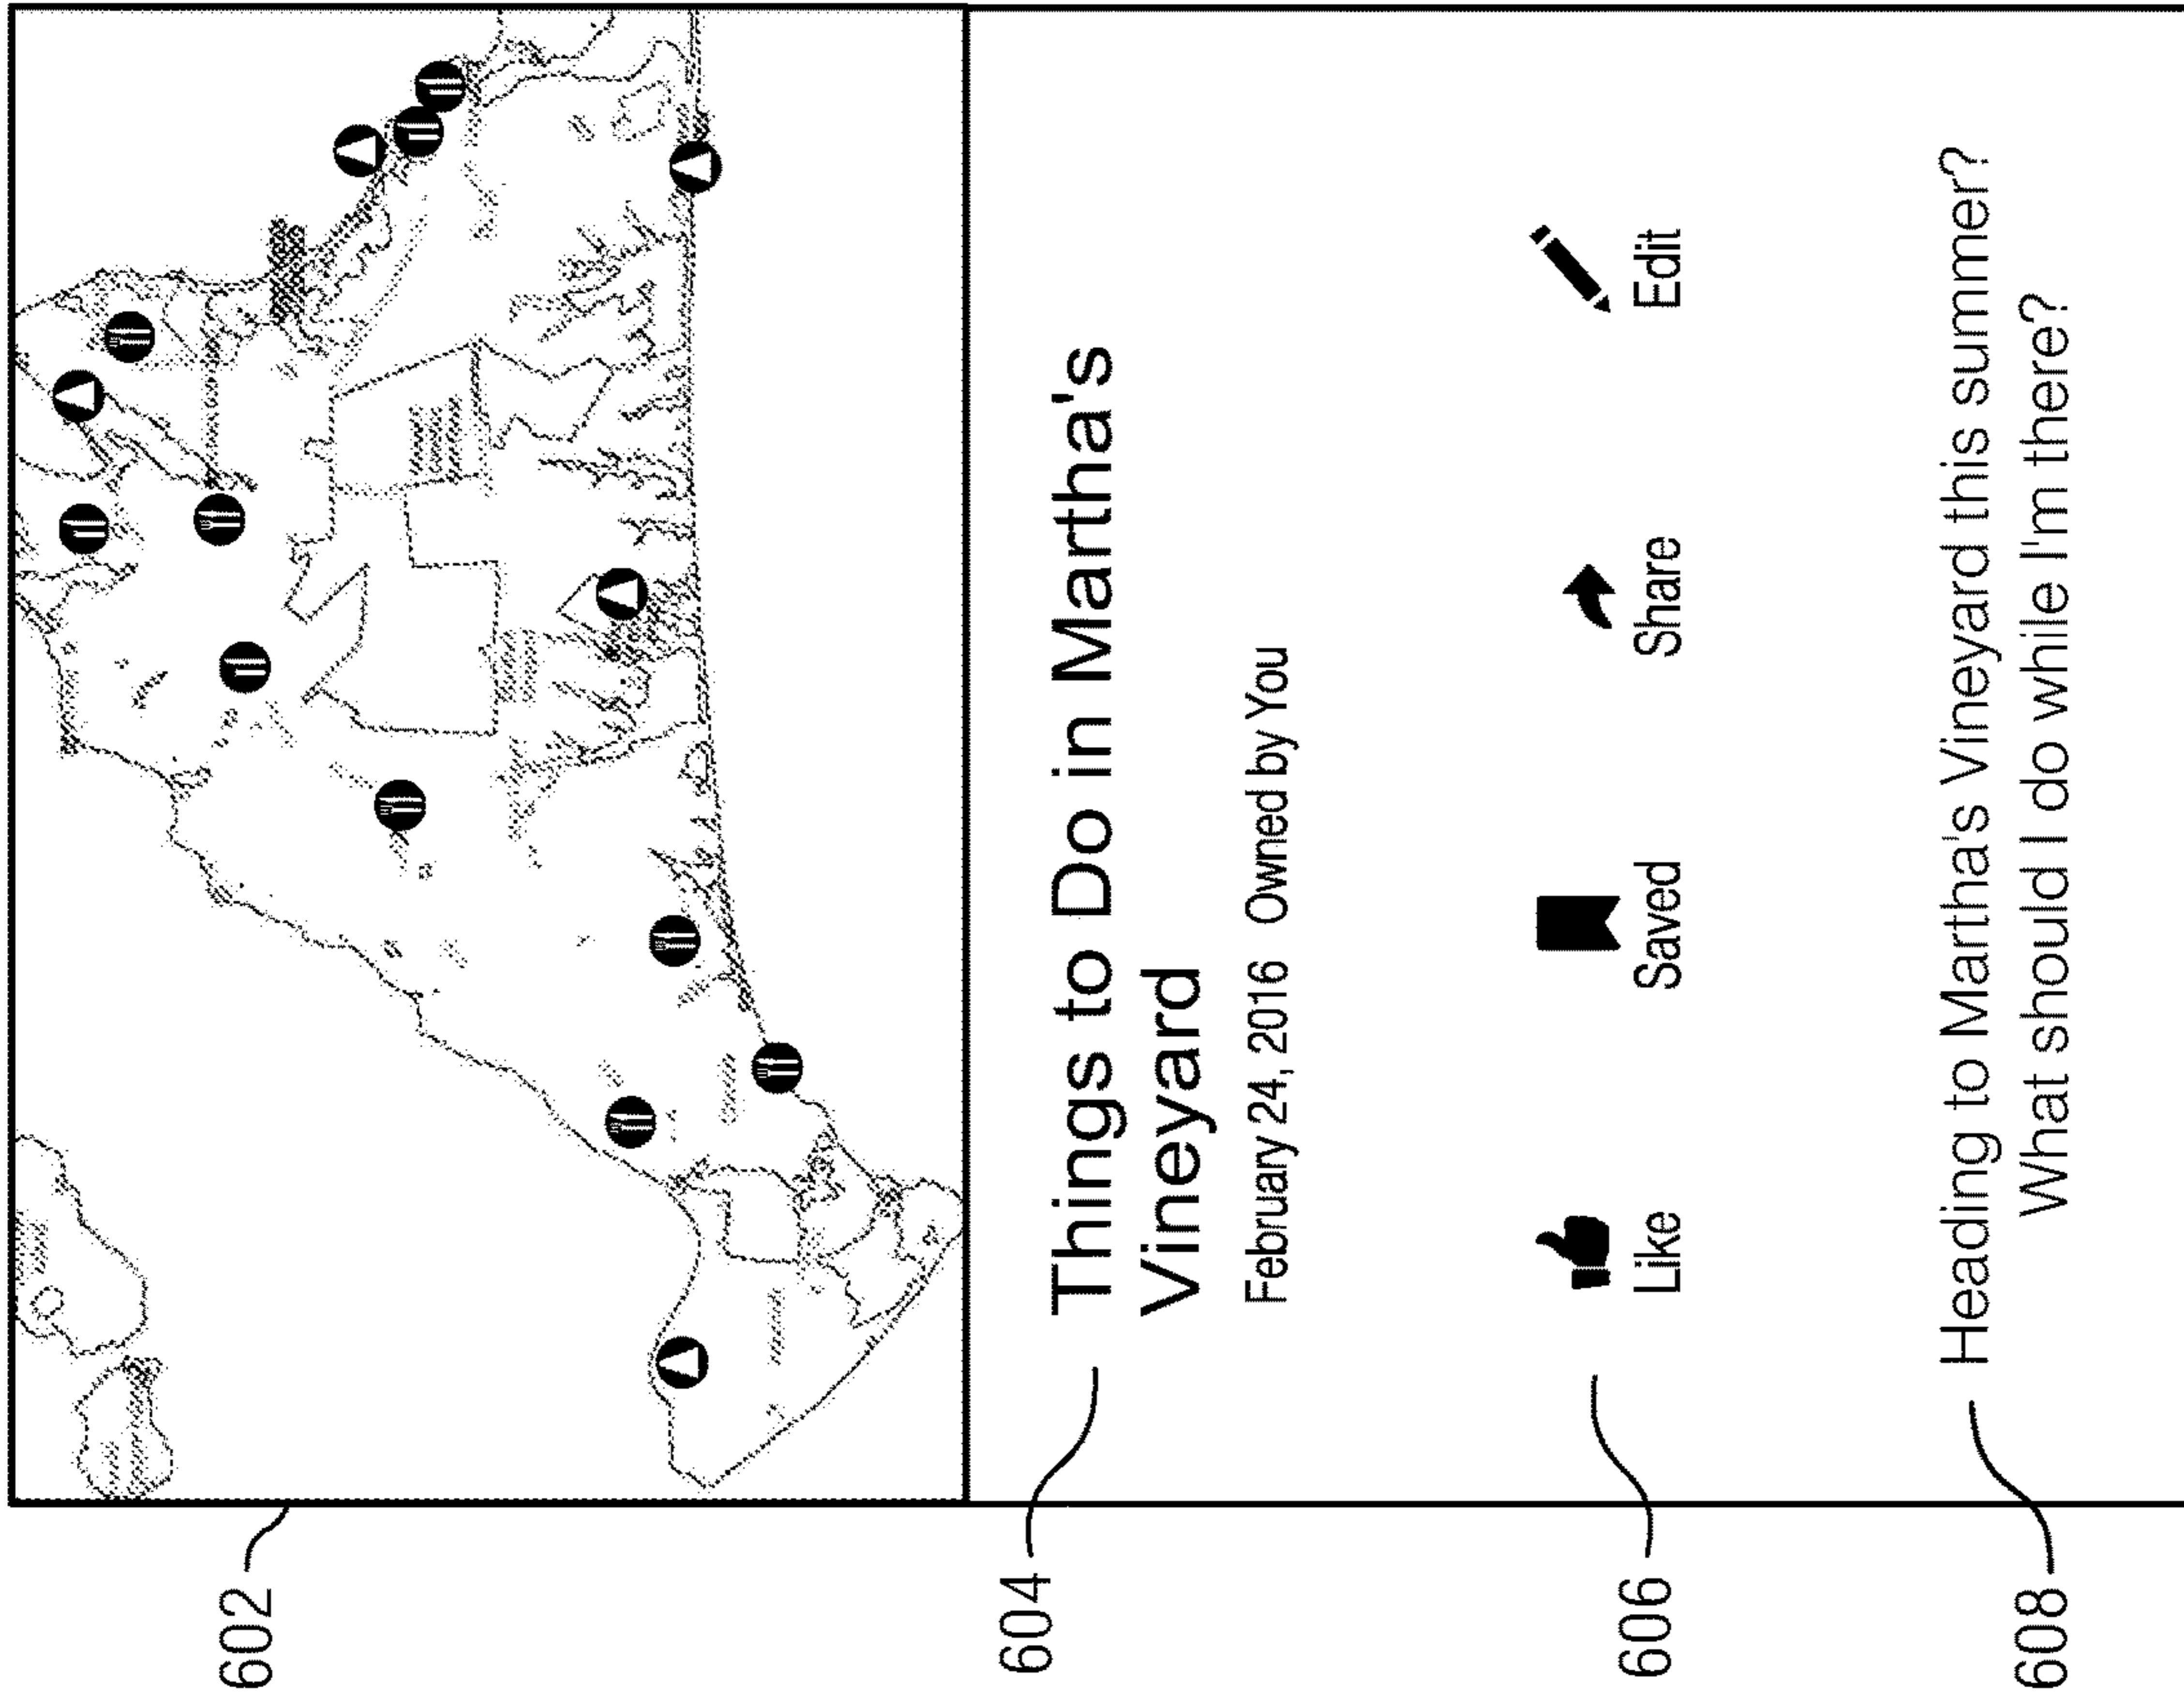 602
604
Things to Do in Martha's
Vineyard
February 24, 2016 Owned by You
606
Like Saved Share Edit
608
Heading to Martha's Vineyard this summer?
What should I do while I'm there?